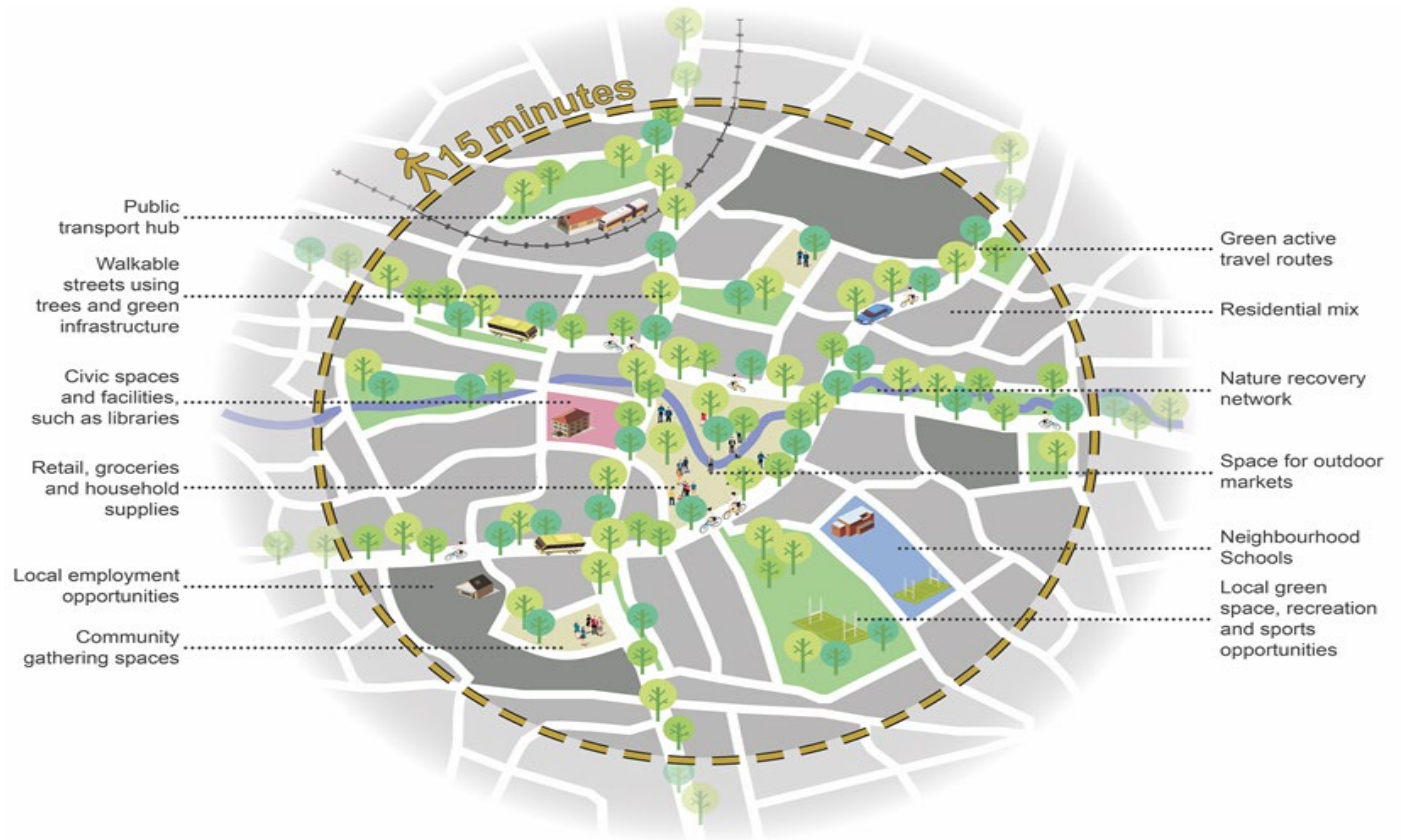 15 minutes
Public
transport hub
Walkable
streets using
trees and green
infrastructure
Civic spaces
and facilities,
such as libraries
Retail, groceries
and household
supplies
Local employment
opportunities
Community
gathering spaces
Green active
travel routes
Residential mix
Nature recovery
network
Space for outdoor
markets
Neighbourhood
Schools
Local green
space, recreation
and sports
opportunities